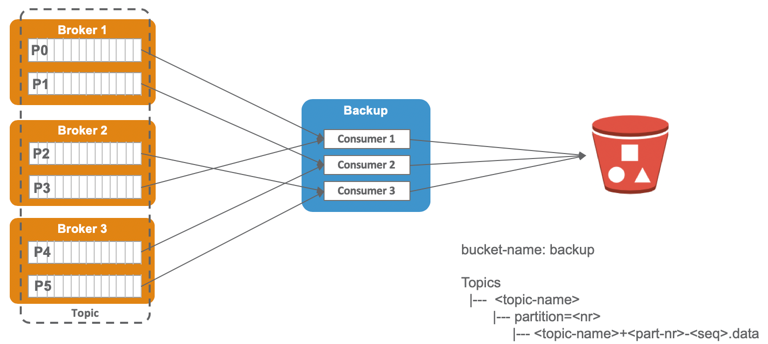 Broker 1
P0
P1
Broker 2
P2
P3
Broker 3
P4
P5
Topic
Backup
Consumer 1
Consumer 2
Consumer 3
bucket-name: backup
Topics
|--- <topic-name>
|--- partition=<nr>
|--- <topic-name>+<part-nr>-<seq>.data